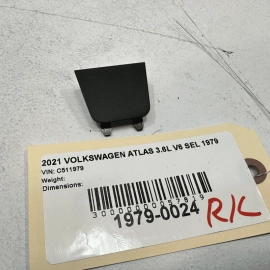 2021 VOLKSWAGEN ATLAS 3.6L V6 SEL 1979
VIN: C511979
Weight:
Dimensions:
1979-0024
R/C